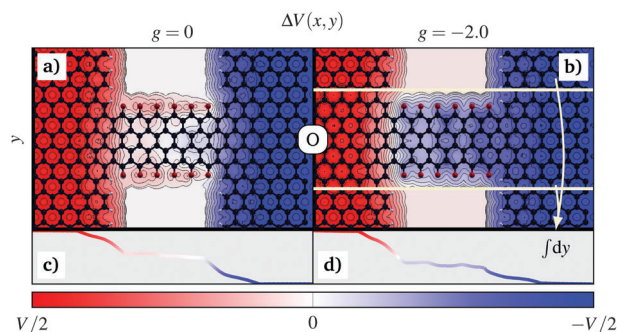 ΔV(x, y)
g = 0
g = −2.0
a)
b)
y
O
c)
d)
∫dy
V/2
0
−V/2